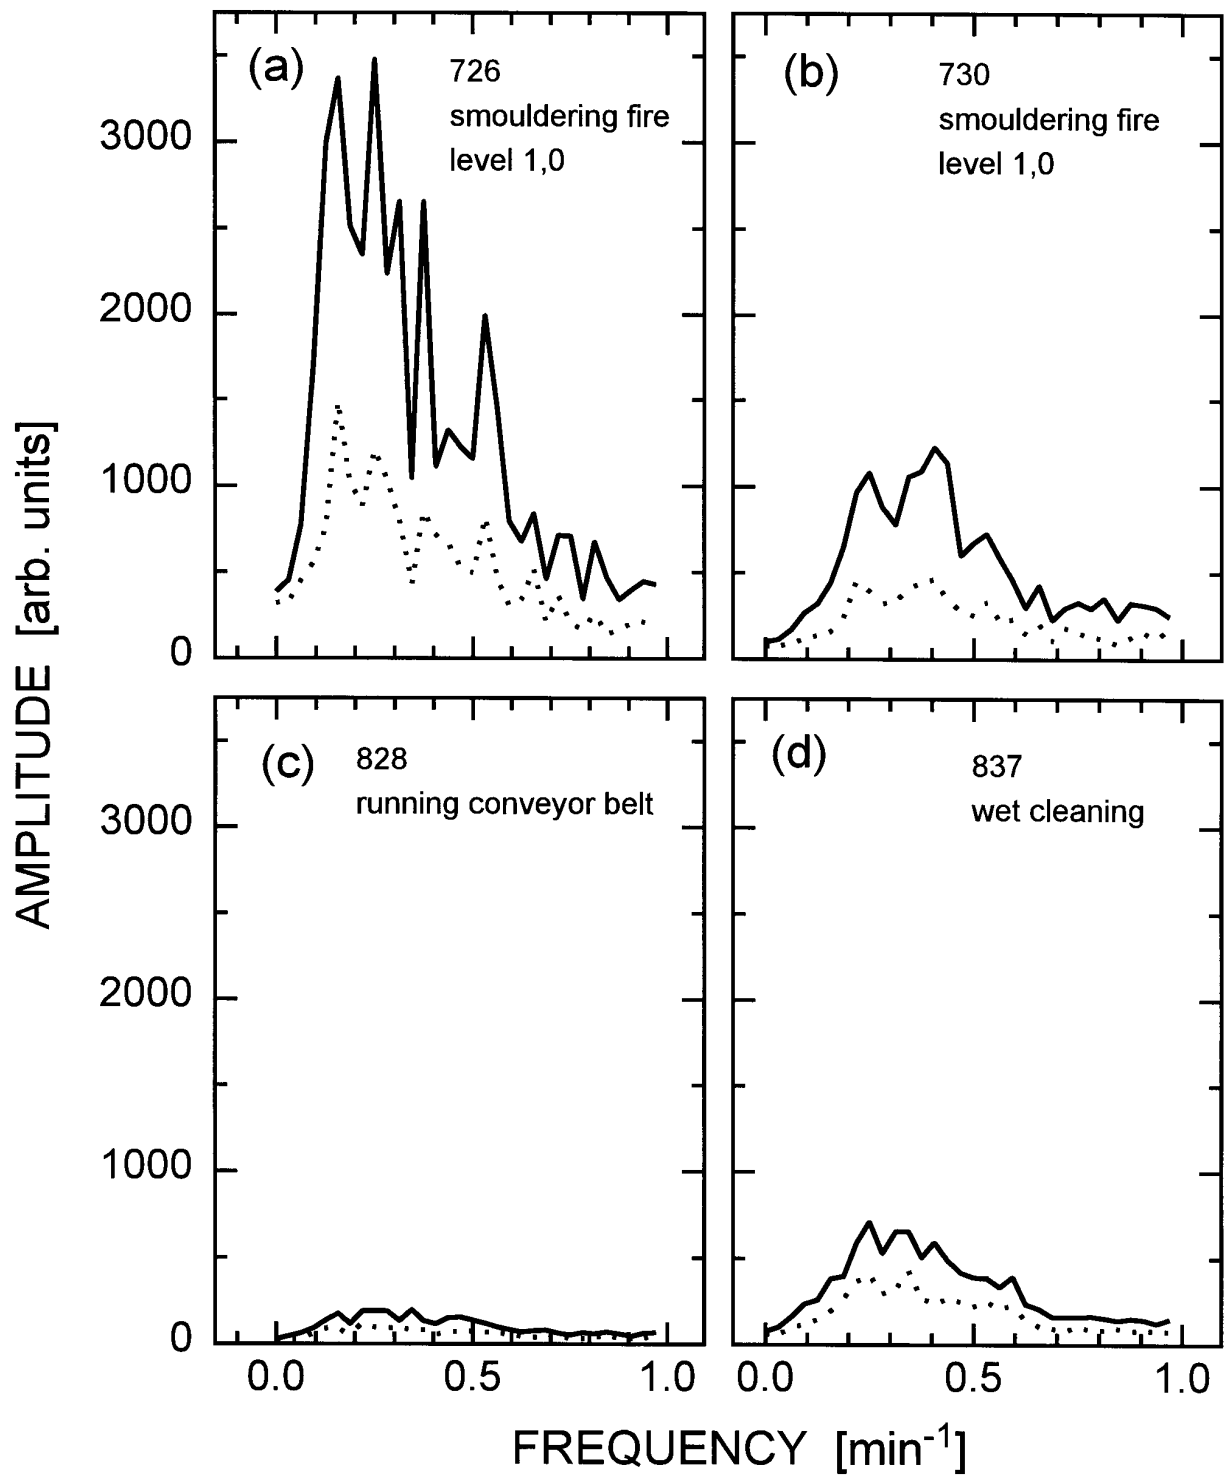 (a)
726
smouldering fire
level 1,0
(b)
730
smouldering fire
level 1,0
3000
2000
1000
0
(c)
828
running conveyor belt
(d)
837
wet cleaning
3000
2000
1000
0
0.0 0.5 1.0
0.0 0.5 1.0
AMPLITUDE [arb. units]
FREQUENCY [min⁻¹]